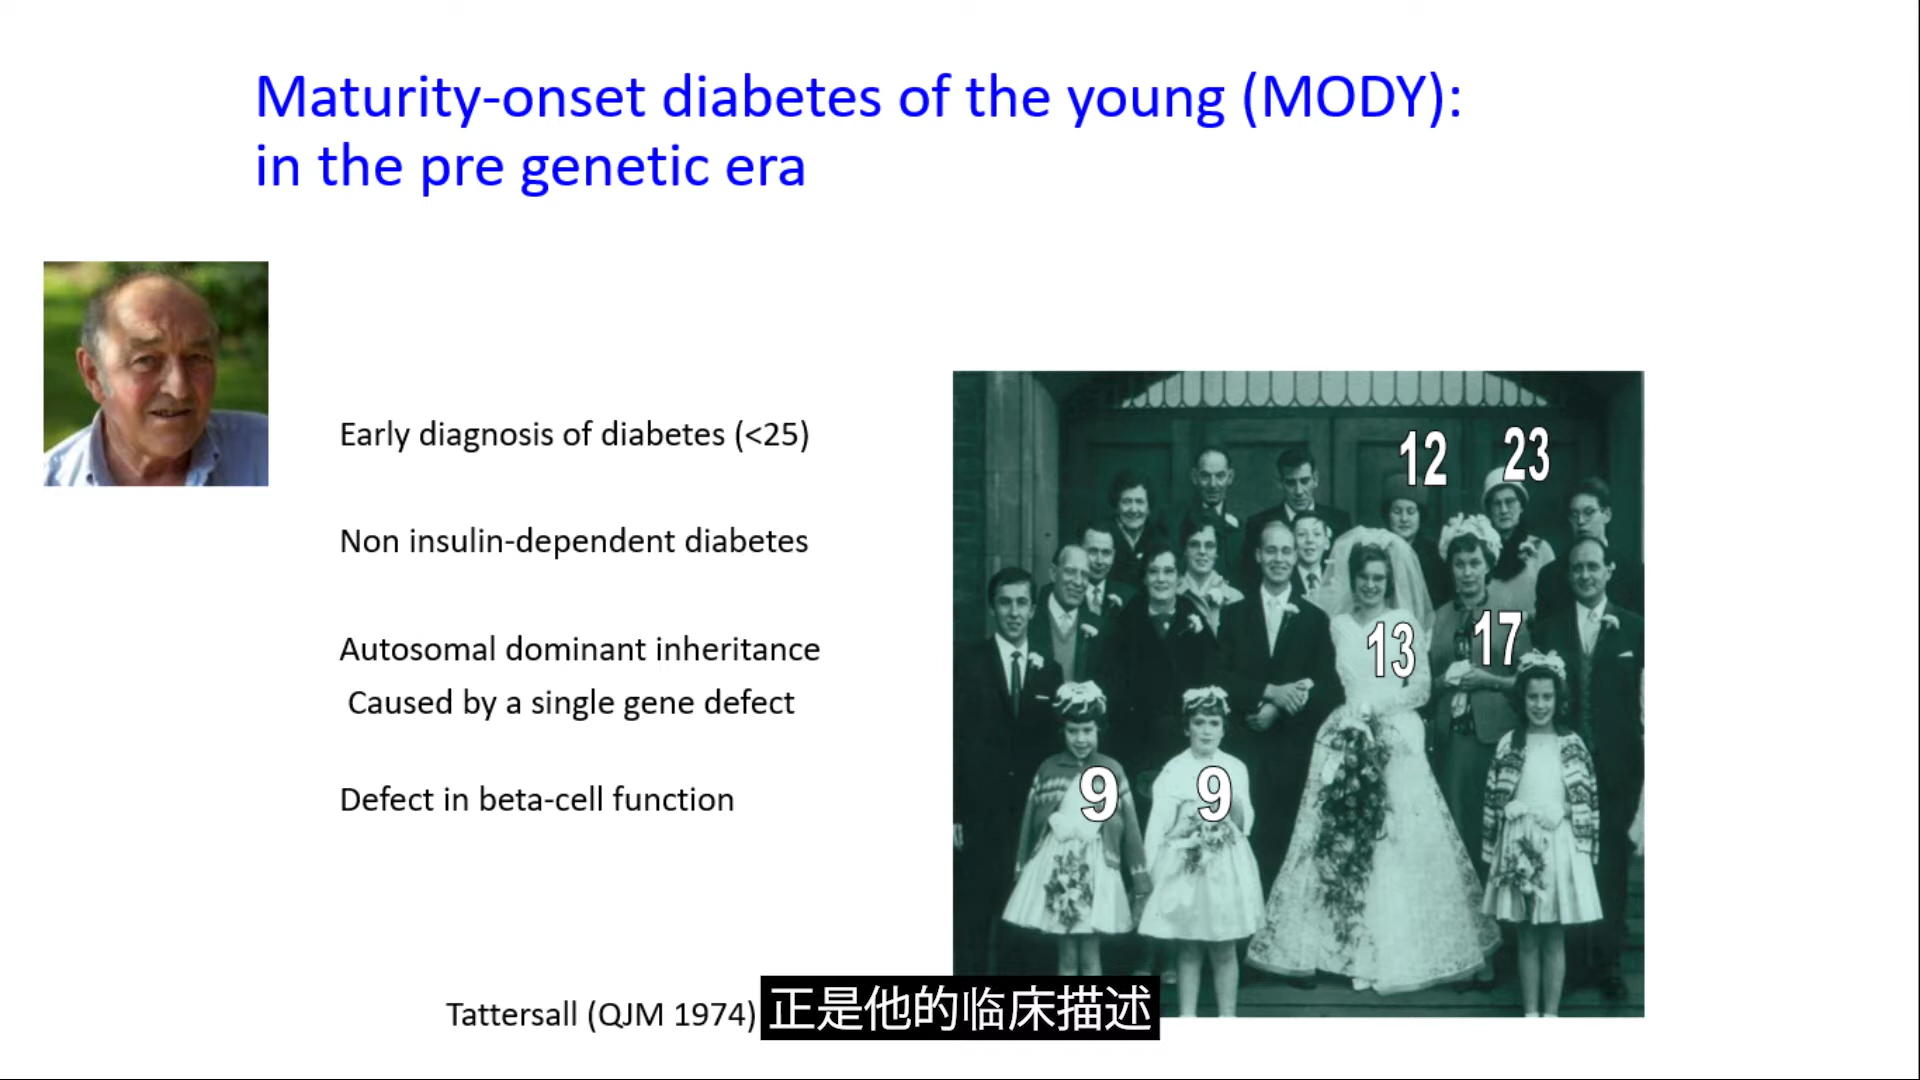 Maturity-onset diabetes of the young (MODY):
in the pre genetic era
Early diagnosis of diabetes (<25)
Non insulin-dependent diabetes
Autosomal dominant inheritance
Caused by a single gene defect
Defect in beta-cell function
12
23
13
17
9
9
Tattersall (QJM 1974)
正是他的临床描述